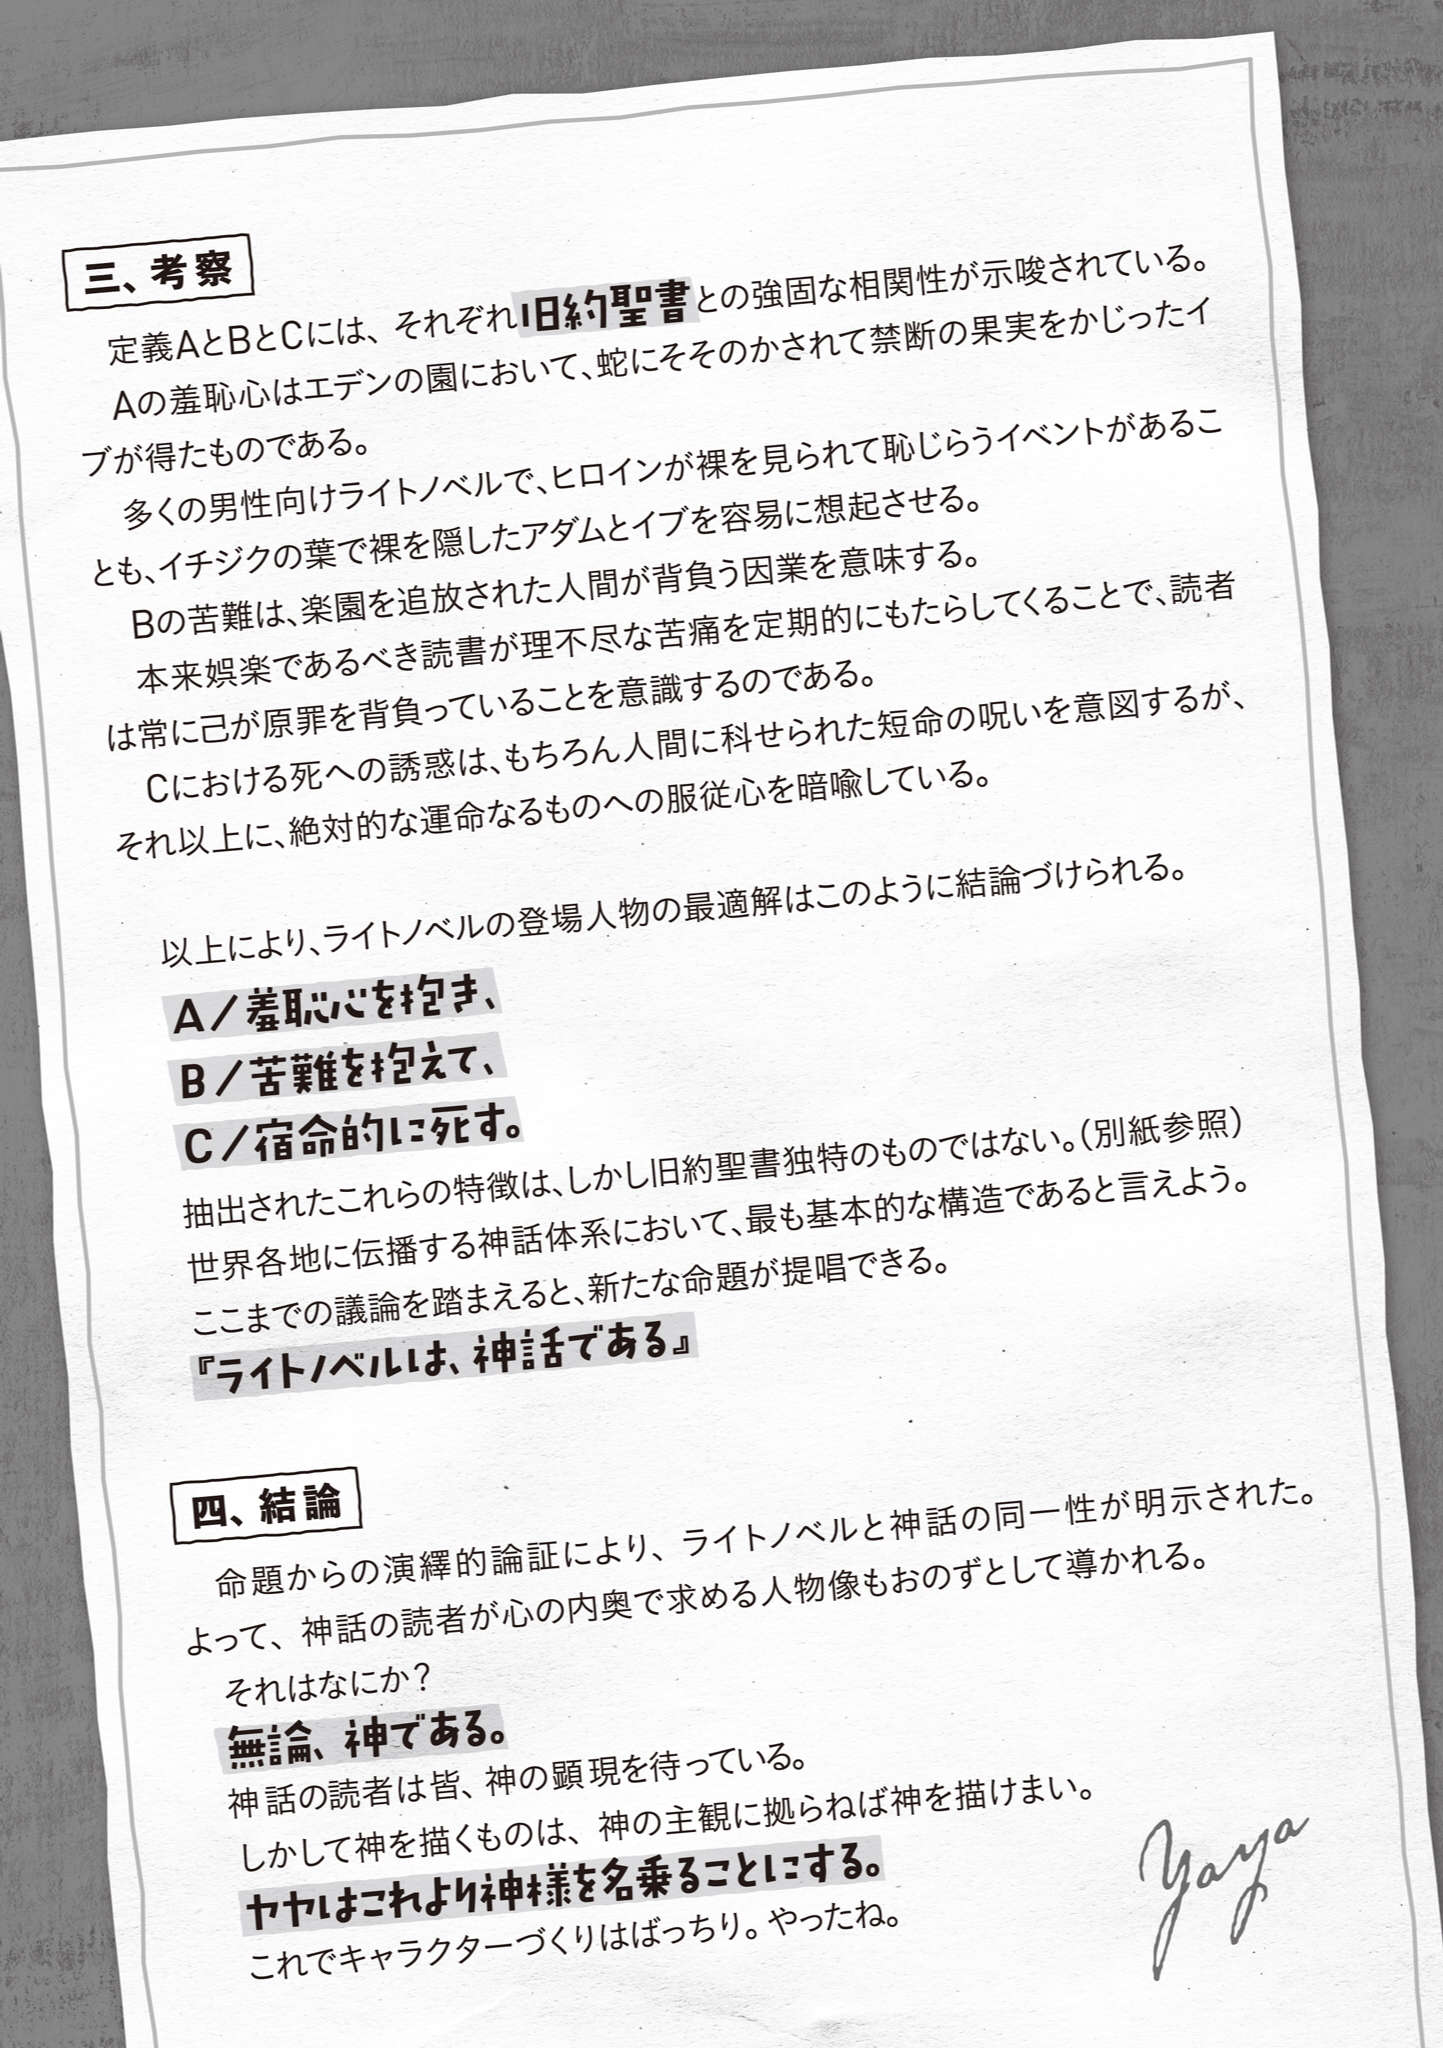 三、考察
定義AとBとCには、それぞれ旧約聖書との強固な相関性が示唆されている。
Aの羞恥心はエデンの園において、蛇にそそのかされて禁断の果実をかじったイ
ブが得たものである。
多くの男性向けライトノベルで、ヒロインが裸を見られて恥じらうイベントがあるこ
とも、イチジクの葉で裸を隠したアダムとイブを容易に想起させる。
Bの苦難は、楽園を追放された人間が背負う因業を意味する。
本来娯楽であるべき読書が理不尽な苦痛を定期的にもたらしてくることで、読者
は常に己が原罪を背負っていることを意識するのである。
Cにおける死への誘惑は、もちろん人間に科せられた短命の呪いを意図するが、
それ以上に、絶対的な運命なるものへの服従心を暗喩している。
以上により、ライトノベルの登場人物の最適解はこのように結論づけられる。
A／羞恥心を抱き、
B／苦難を抱えて、
C／宿命的に死す。
抽出されたこれらの特徴は、しかし旧約聖書独特のものではない。（別紙参照）
世界各地に伝播する神話体系において、最も基本的な構造であると言えよう。
ここまでの議論を踏まえると、新たな命題が提唱できる。
『ライトノベルは、神話である』
四、結論
命題からの演繹的論証により、ライトノベルと神話の同一性が明示された。
よって、神話の読者が心の内奥で求める人物像もおのずとして導かれる。
それはなにか？
無論、神である。
神話の読者は皆、神の顕現を待っている。
しかして神を描くものは、神の主観に拠らねば神を描けまい。
ヤヤはこれより神様を名乗ることにする。
これでキャラクターづくりはばっちり。やったね。
Yaya